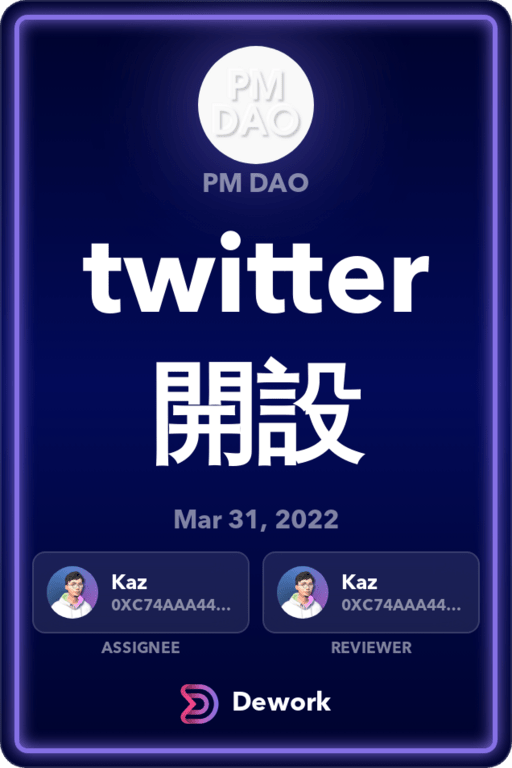 PM
DAO
PM DAO
twitter
開設
Mar 31, 2022
Kaz
0XC74AAA44...
ASSIGNEE
Kaz
0XC74AAA44...
REVIEWER
Dework